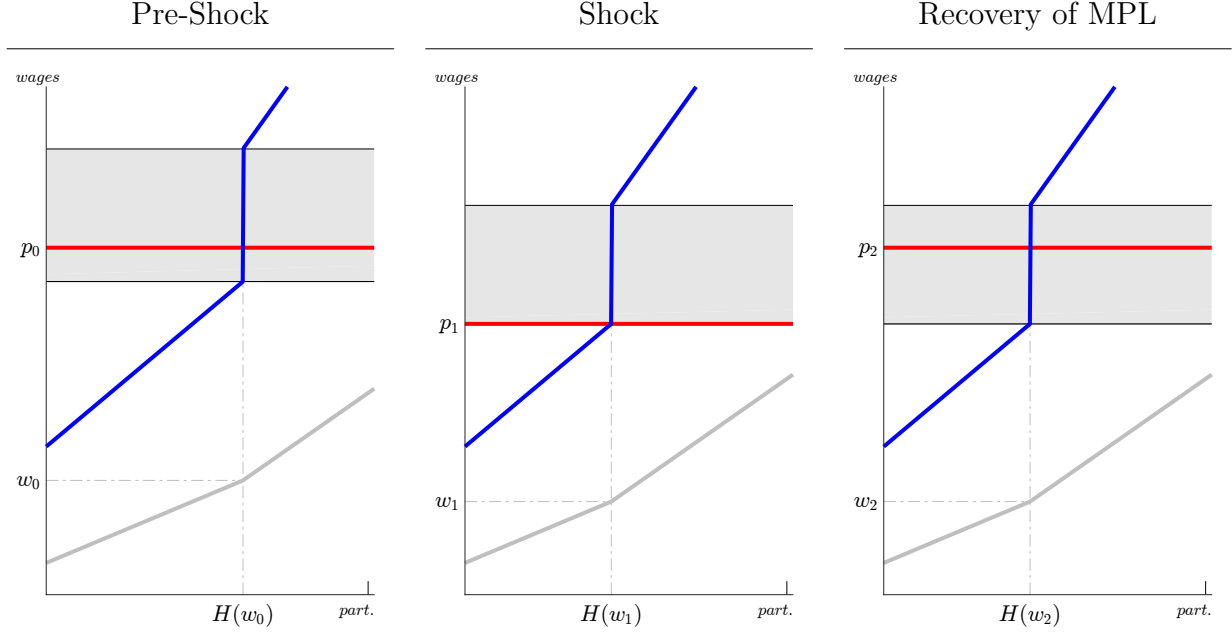 Pre-Shock
wages
p₀
w₀
H(w₀)
part.
Shock
wages
p₁
w₁
H(w₁)
part.
Recovery of MPL
wages
p₂
w₂
H(w₂)
part.